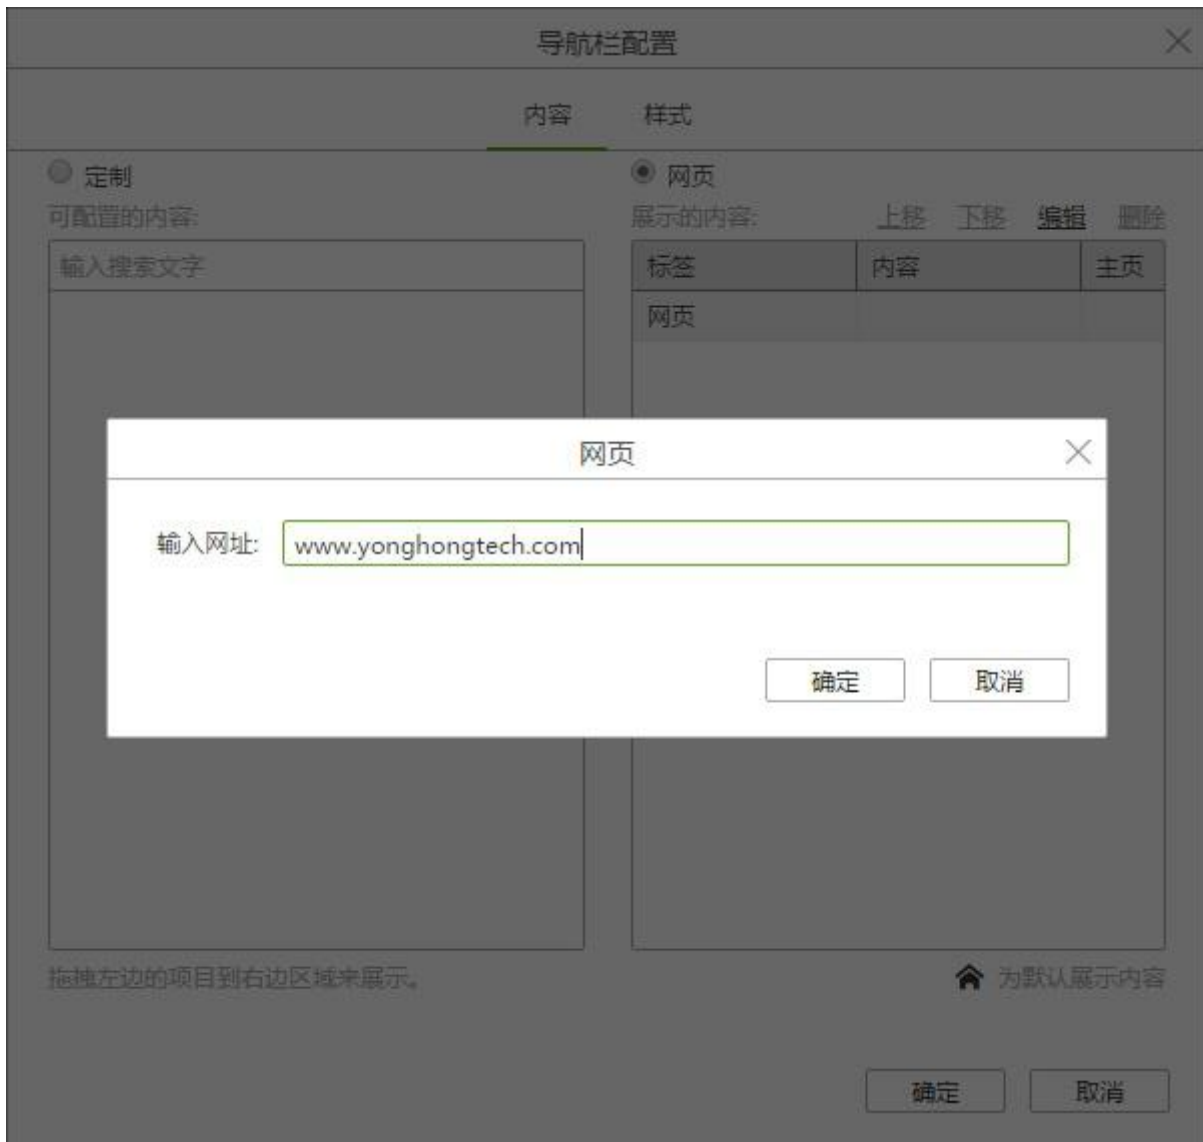 导航栏配置
内容 样式
定制 网页
可配置的内容: 展示的内容: 上移 下移 编辑 删除
输入搜索文字 标签 内容 主页
网页
网页
输入网址: www.yonghongtech.com
确定 取消
拖拽左边的项目到右边区域来展示。 为默认展示内容
确定 取消